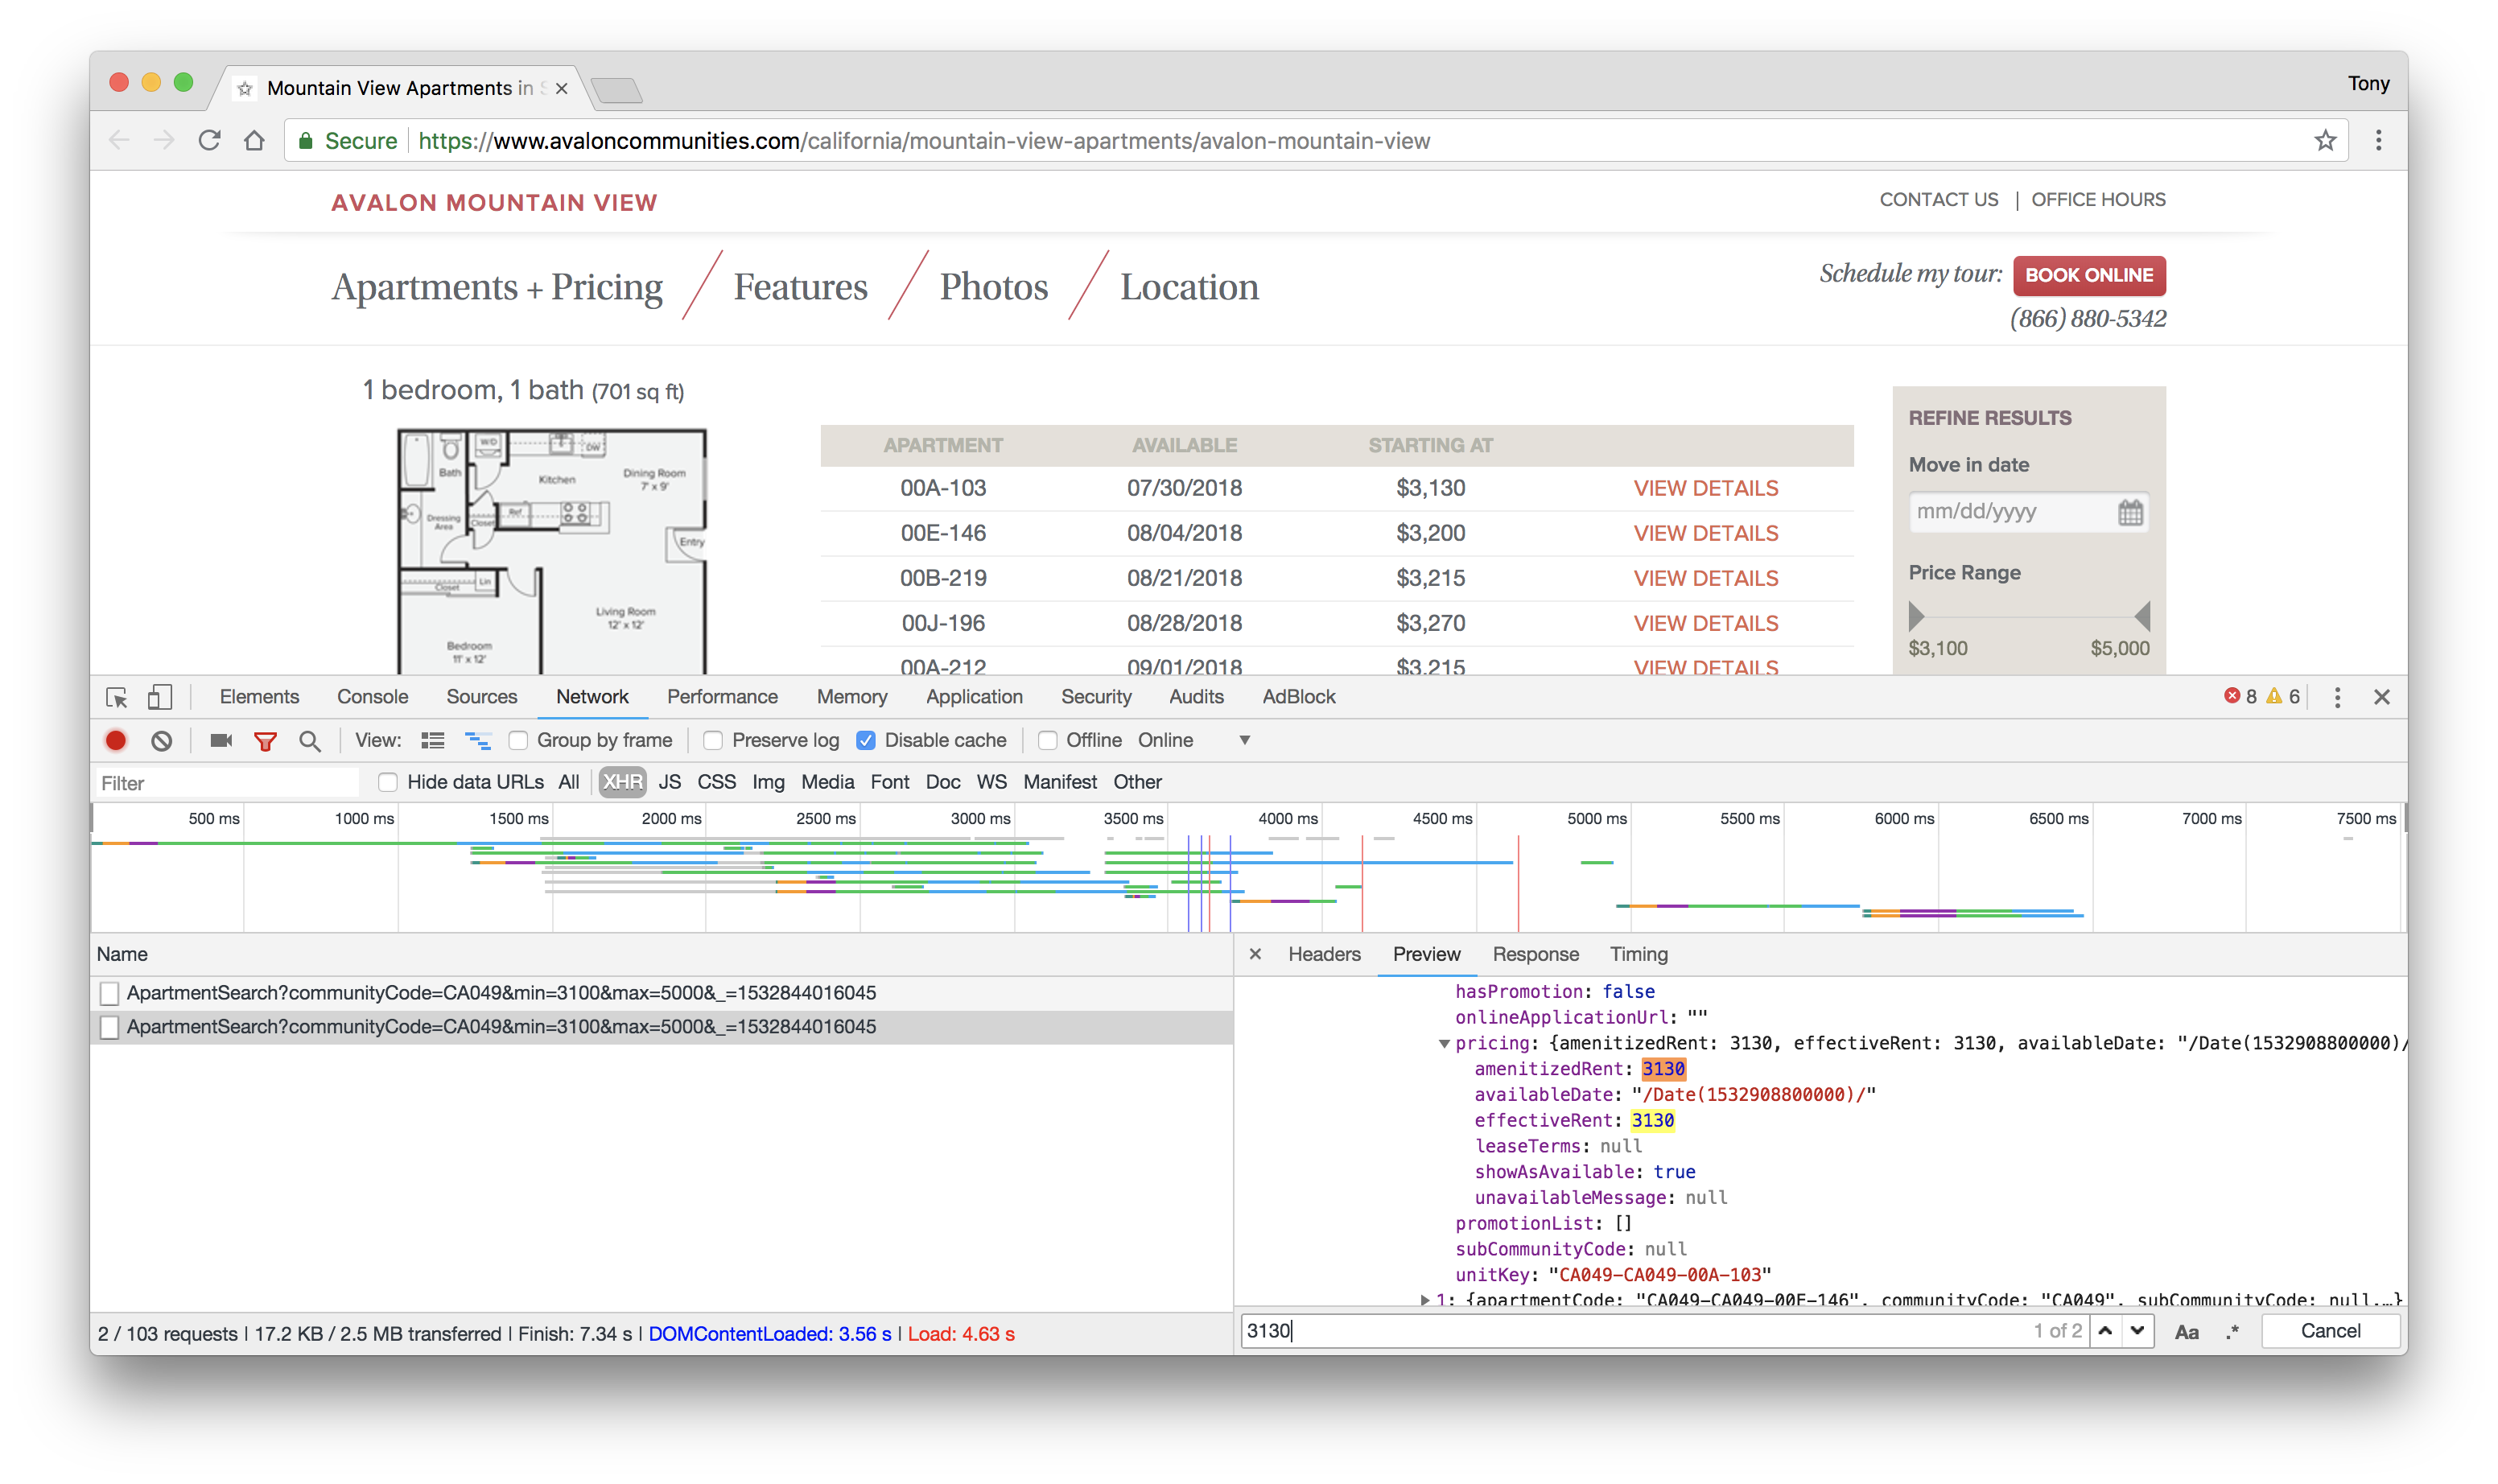 Mountain View Apartments in S
Tony
Secure
https://www.avaloncommunities.com/california/mountain-view-apartments/avalon-mountain-view
AVALON MOUNTAIN VIEW
CONTACT US | OFFICE HOURS
Apartments + Pricing
Features
Photos
Location
Schedule my tour:
BOOK ONLINE
(866) 880-5342
1 bedroom, 1 bath (701 sq ft)
Bath
W/D
DW
Kitchen
Dining Room
7' x 9'
Dressing
Area
Closet
Ref
Entry
Closet
Lin
Living Room
12' x 12'
Bedroom
11' x 12'
APARTMENT AVAILABLE STARTING AT
00A-103 07/30/2018 $3,130 VIEW DETAILS
00E-146 08/04/2018 $3,200 VIEW DETAILS
00B-219 08/21/2018 $3,215 VIEW DETAILS
00J-196 08/28/2018 $3,270 VIEW DETAILS
00A-212 09/01/2018 $3,215 VIEW DETAILS
REFINE RESULTS
Move in date
mm/dd/yyyy
Price Range
$3,100 $5,000
Elements Console Sources Network Performance Memory Application Security Audits AdBlock
8 6
View: Group by frame Preserve log Disable cache Offline Online
Filter Hide data URLs All XHR JS CSS Img Media Font Doc WS Manifest Other
500 ms 1000 ms 1500 ms 2000 ms 2500 ms 3000 ms 3500 ms 4000 ms 4500 ms 5000 ms 5500 ms 6000 ms 6500 ms 7000 ms 7500 ms
Name
ApartmentSearch?communityCode=CA049&min=3100&max=5000&_=1532844016045
ApartmentSearch?communityCode=CA049&min=3100&max=5000&_=1532844016045
2 / 103 requests | 17.2 KB / 2.5 MB transferred | Finish: 7.34 s | DOMContentLoaded: 3.56 s | Load: 4.63 s
Headers Preview Response Timing
hasPromotion: false
onlineApplicationUrl: ""
pricing: {amenitizedRent: 3130, effectiveRent: 3130, availableDate: "/Date(1532908800000)/
amenitizedRent: 3130
availableDate: "/Date(1532908800000)/"
effectiveRent: 3130
leaseTerms: null
showAsAvailable: true
unavailableMessage: null
promotionList: []
subCommunityCode: null
unitKey: "CA049-CA049-00A-103"
1: {apartmentCode: "CA049-CA049-00E-146", communityCode: "CA049", subCommunityCode: null,…}
3130 1 of 2 Aa .* Cancel